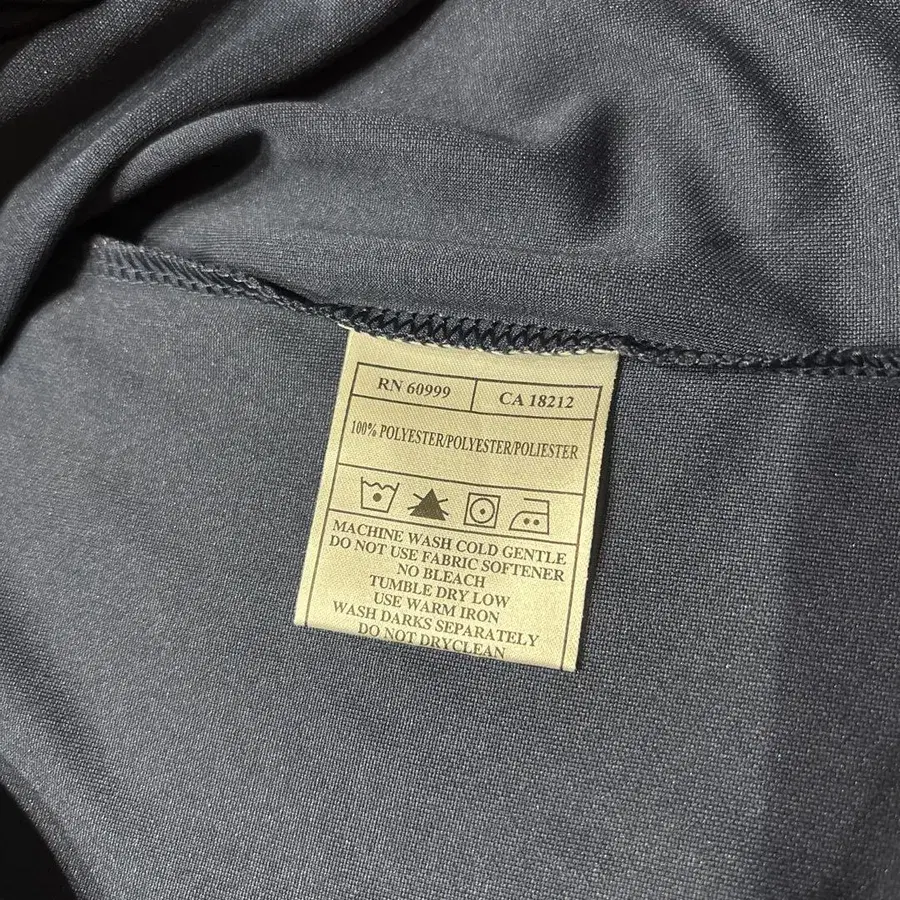 RN 60999 CA 18212
100% POLYESTER/POLYESTER/POLIESTER
MACHINE WASH COLD GENTLE
DO NOT USE FABRIC SOFTENER
NO BLEACH
TUMBLE DRY LOW
USE WARM IRON
WASH DARKS SEPARATELY
DO NOT DRYCLEAN